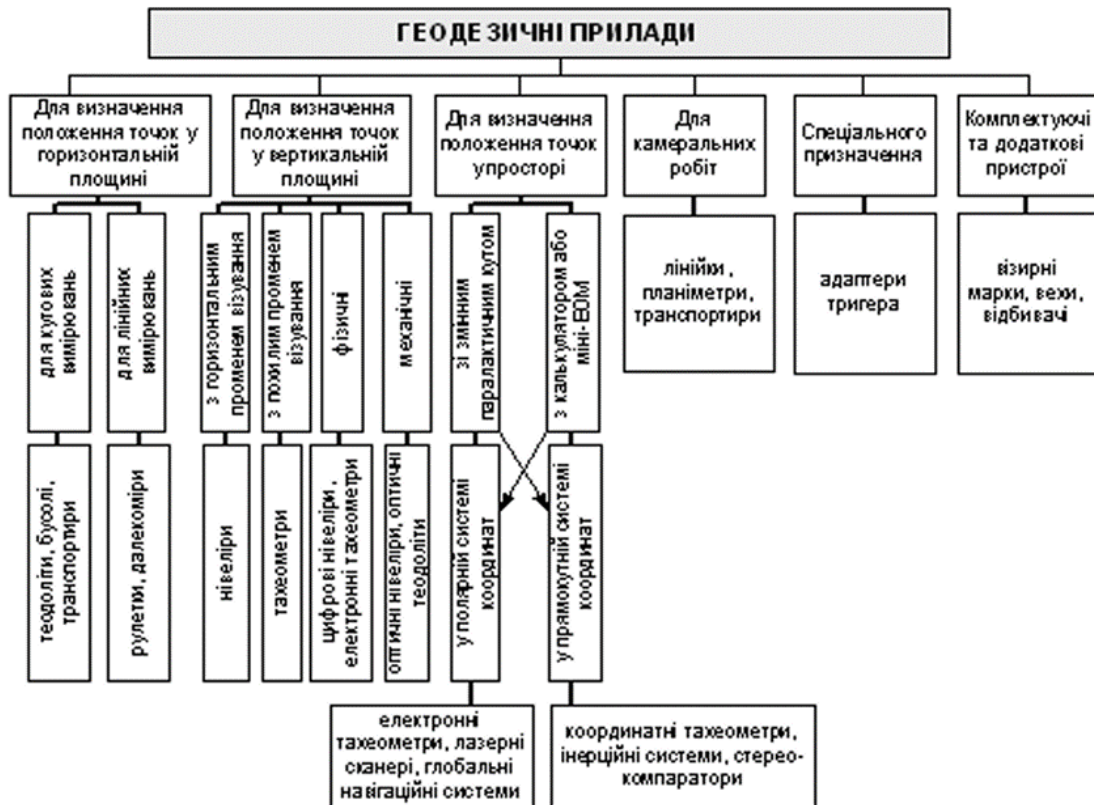 ГЕОДЕЗИЧНІ ПРИЛАДИ
Для визначення
положення точок у
горизонтальній
площині
Для визначення
положення точок
у вертикальній
площині
Для визначення
положення точок
упросторі
Для
камеральних
робіт
Спеціального
призначення
Комплектуючі
та додаткові
пристрої
для кутових
вимірювань
для лінійних
вимірювань
з горизонтальним
променем візування
з похилим променем
візування
фізичні
механічні
зі змінним
паралактичним кутом
з калькулятором або
міні-EDM
лінійки,
планіметри,
транспортири
адаптери
тригера
візирні
марки, вехи,
відбивачі
теодоліти, бусолі,
транспортири
рулетки, далекоміри
нівеліри
тахеометри
цифрові нівеліри,
електронні тахеометри
оптичні нівеліри, оптичні
теодоліти
у полярній системі
координат
у прямокутній системі
координат
електронні
тахеометри, лазерні
сканері, глобальні
навігаційні системи
координатні тахеометри,
інерційні системи, стерео-
компаратори